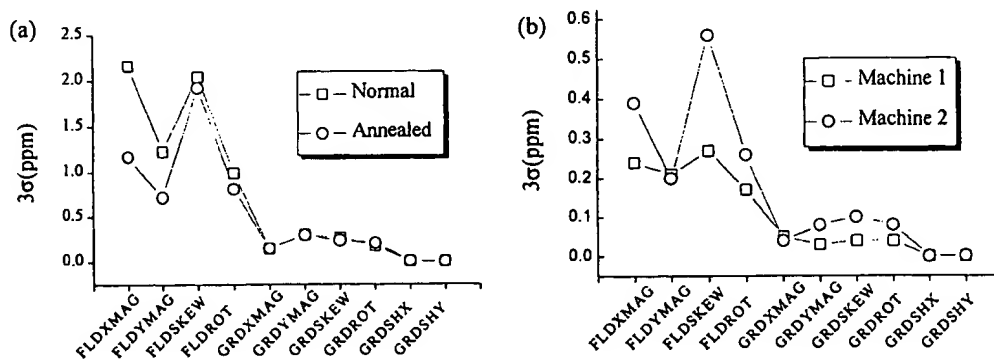 (a)
3σ(ppm)
2.5
2.0
1.5
1.0
0.5
0.0
Normal
Annealed
FLDXMAG
FLDYMAG
FLDSKEW
FLDROT
GRDXMAG
GRDYMAG
GRDSKEW
GRDROT
GRDSHX
GRDSHY
(b)
3σ(ppm)
0.6
0.5
0.4
0.3
0.2
0.1
0.0
Machine 1
Machine 2
FLDXMAG
FLDYMAG
FLDSKEW
FLDROT
GRDXMAG
GRDYMAG
GRDSKEW
GRDROT
GRDSHX
GRDSHY